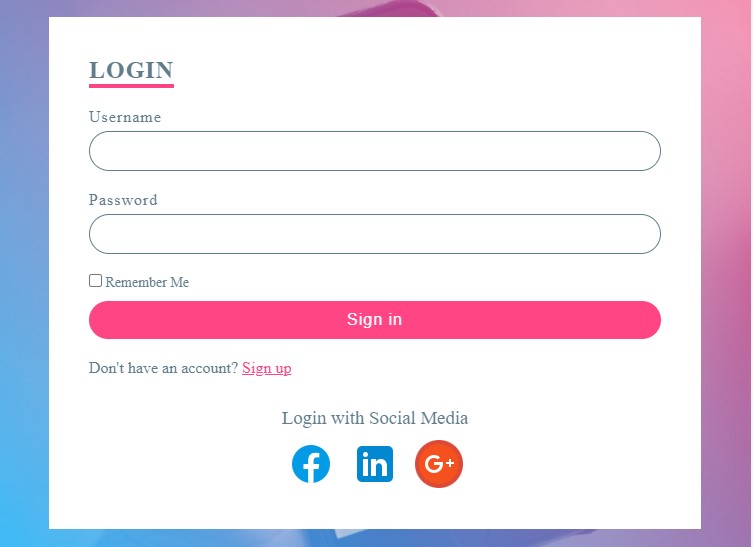 LOGIN
Username
Password
Remember Me
Sign in
Don't have an account? Sign up
Login with Social Media
f in G+